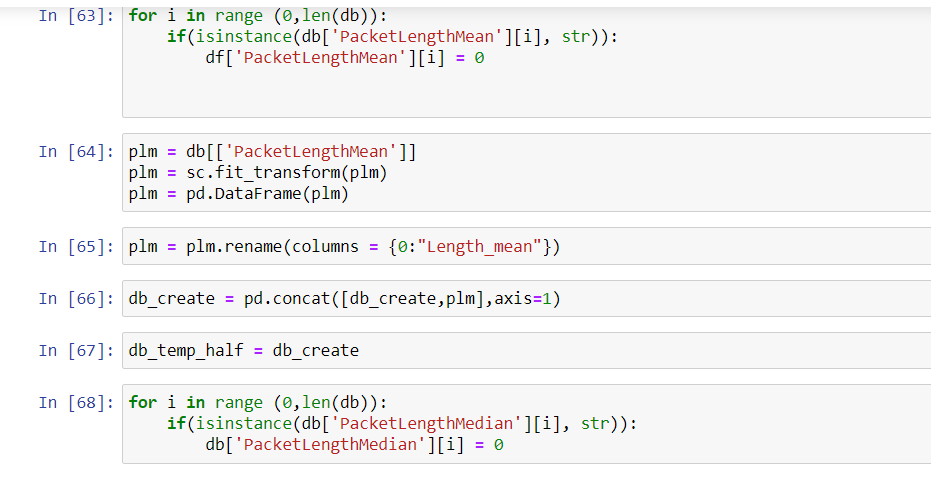 In [63]: for i in range (0,len(db)):
    if(isinstance(db['PacketLengthMean'][i], str)):
        df['PacketLengthMean'][i] = 0
In [64]: plm = db[['PacketLengthMean']]
plm = sc.fit_transform(plm)
plm = pd.DataFrame(plm)
In [65]: plm = plm.rename(columns = {0:"Length_mean"})
In [66]: db_create = pd.concat([db_create,plm],axis=1)
In [67]: db_temp_half = db_create
In [68]: for i in range (0,len(db)):
    if(isinstance(db['PacketLengthMedian'][i], str)):
        db['PacketLengthMedian'][i] = 0